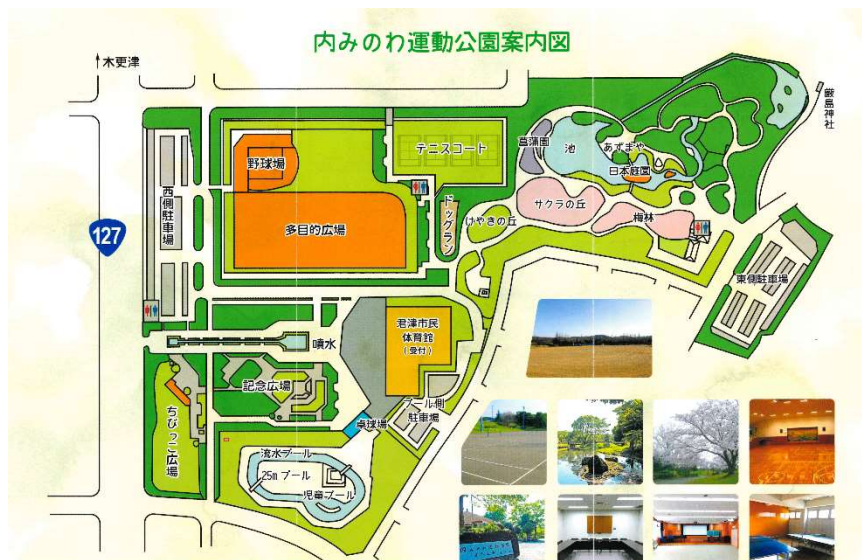 内みのわ運動公園案内図
↑木更津
厳島神社
テニスコート
菖蒲園
池
あずまや
野球場
日本庭園
西側駐車場
ドッグラン
サクラの丘
梅林
けやきの丘
多目的広場
127
東側駐車場
君津市民
体育館
(受付)
噴水
記念広場
プール側
駐車場
ちびっこ広場
卓球場
流水プール
25mプール
児童プール